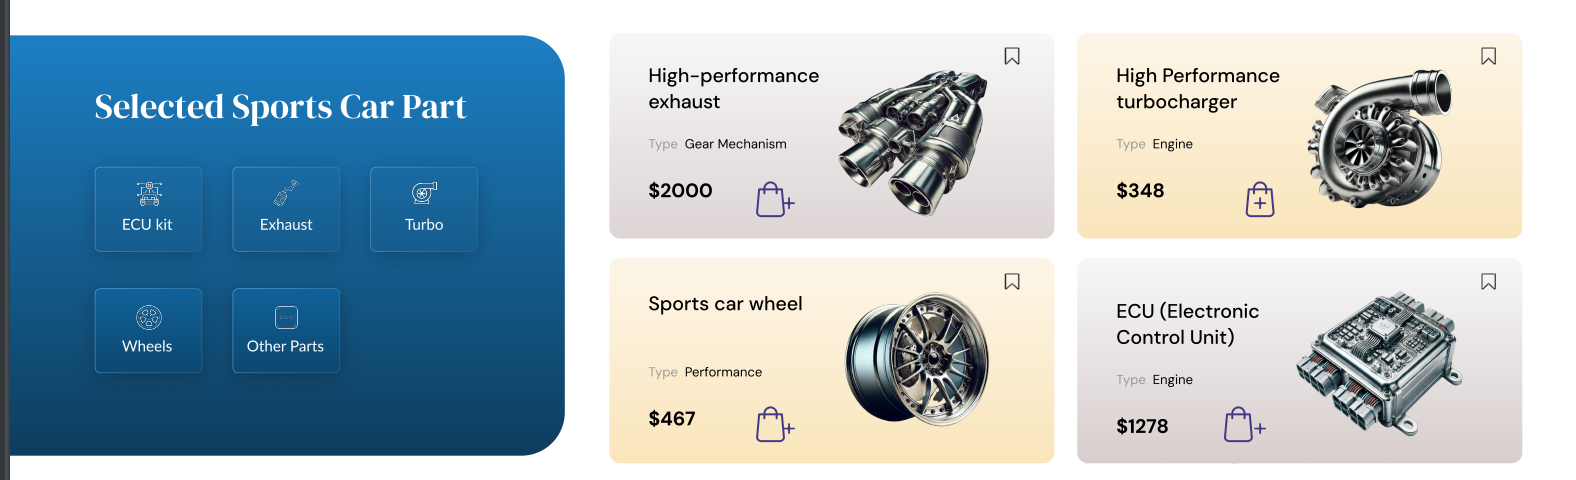 Selected Sports Car Part
ECU kit
Exhaust
Turbo
Wheels
Other Parts
High-performance
exhaust
Type Gear Mechanism
$2000
High Performance
turbocharger
Type Engine
$348
Sports car wheel
Type Performance
$467
ECU (Electronic
Control Unit)
Type Engine
$1278